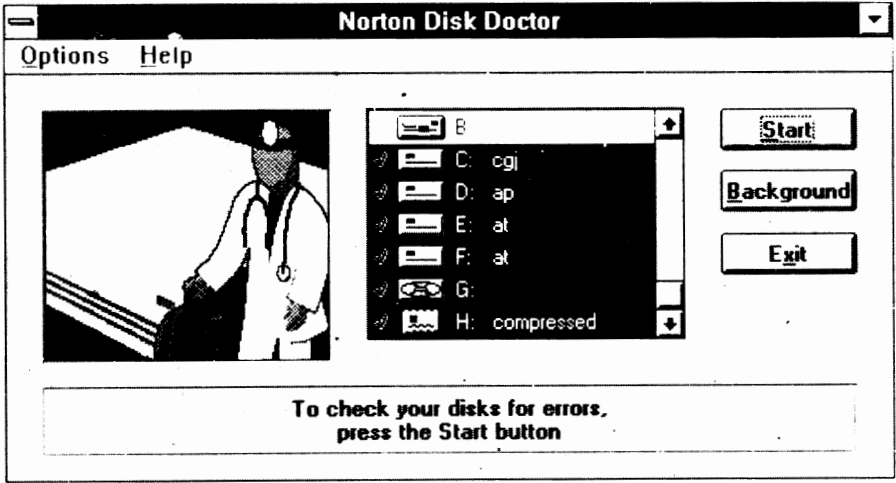 Norton Disk Doctor
Options Help
B
C: cgj
D: ap
E: at
F: at
G:
H: compressed
Start
Background
Exit
To check your disks for errors,
press the Start button